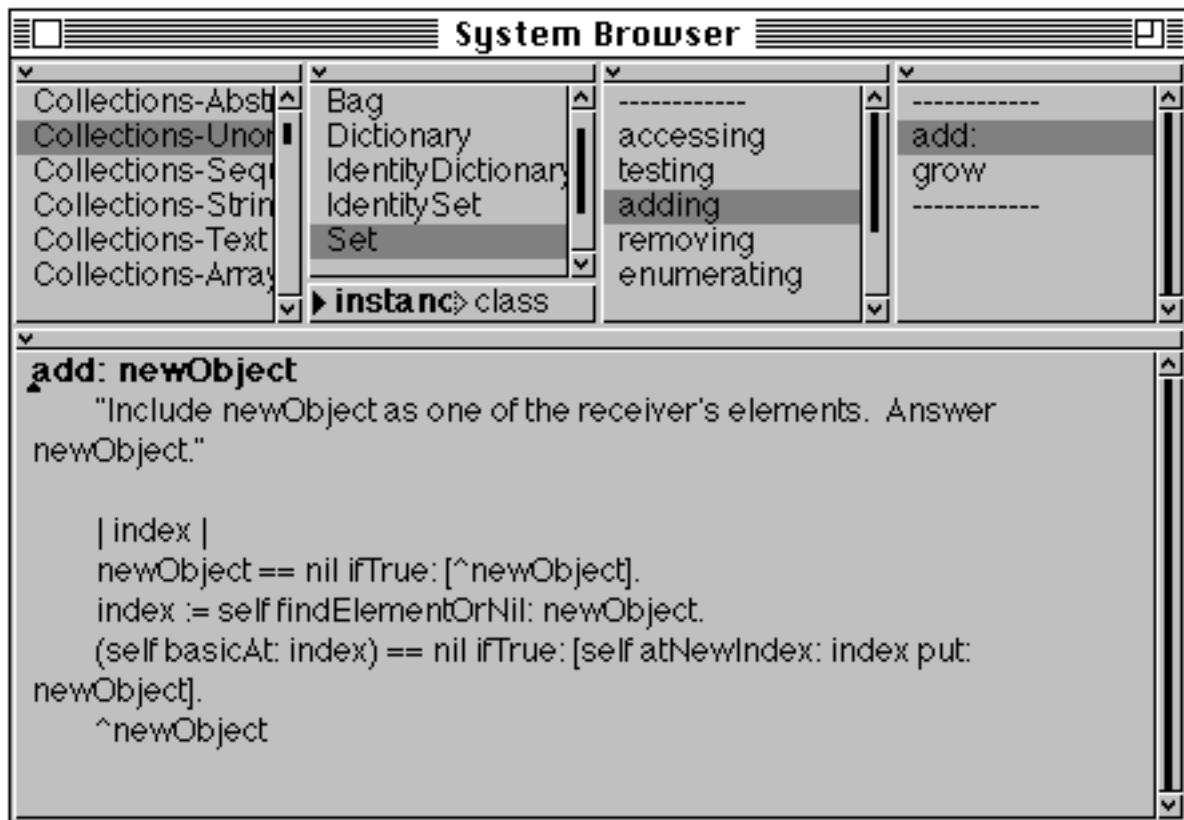 System Browser
Collections-Abst
Collections-Unor
Collections-Sequ
Collections-Strin
Collections-Text
Collections-Array
Bag
Dictionary
IdentityDictionary
IdentitySet
Set
instanc class
------------
accessing
testing
adding
removing
enumerating
------------
add:
grow
------------
add: newObject
"Include newObject as one of the receiver's elements.  Answer
newObject."
| index |
newObject == nil ifTrue: [^newObject].
index := self findElementOrNil: newObject.
(self basicAt: index) == nil ifTrue: [self atNewIndex: index put:
newObject].
^newObject